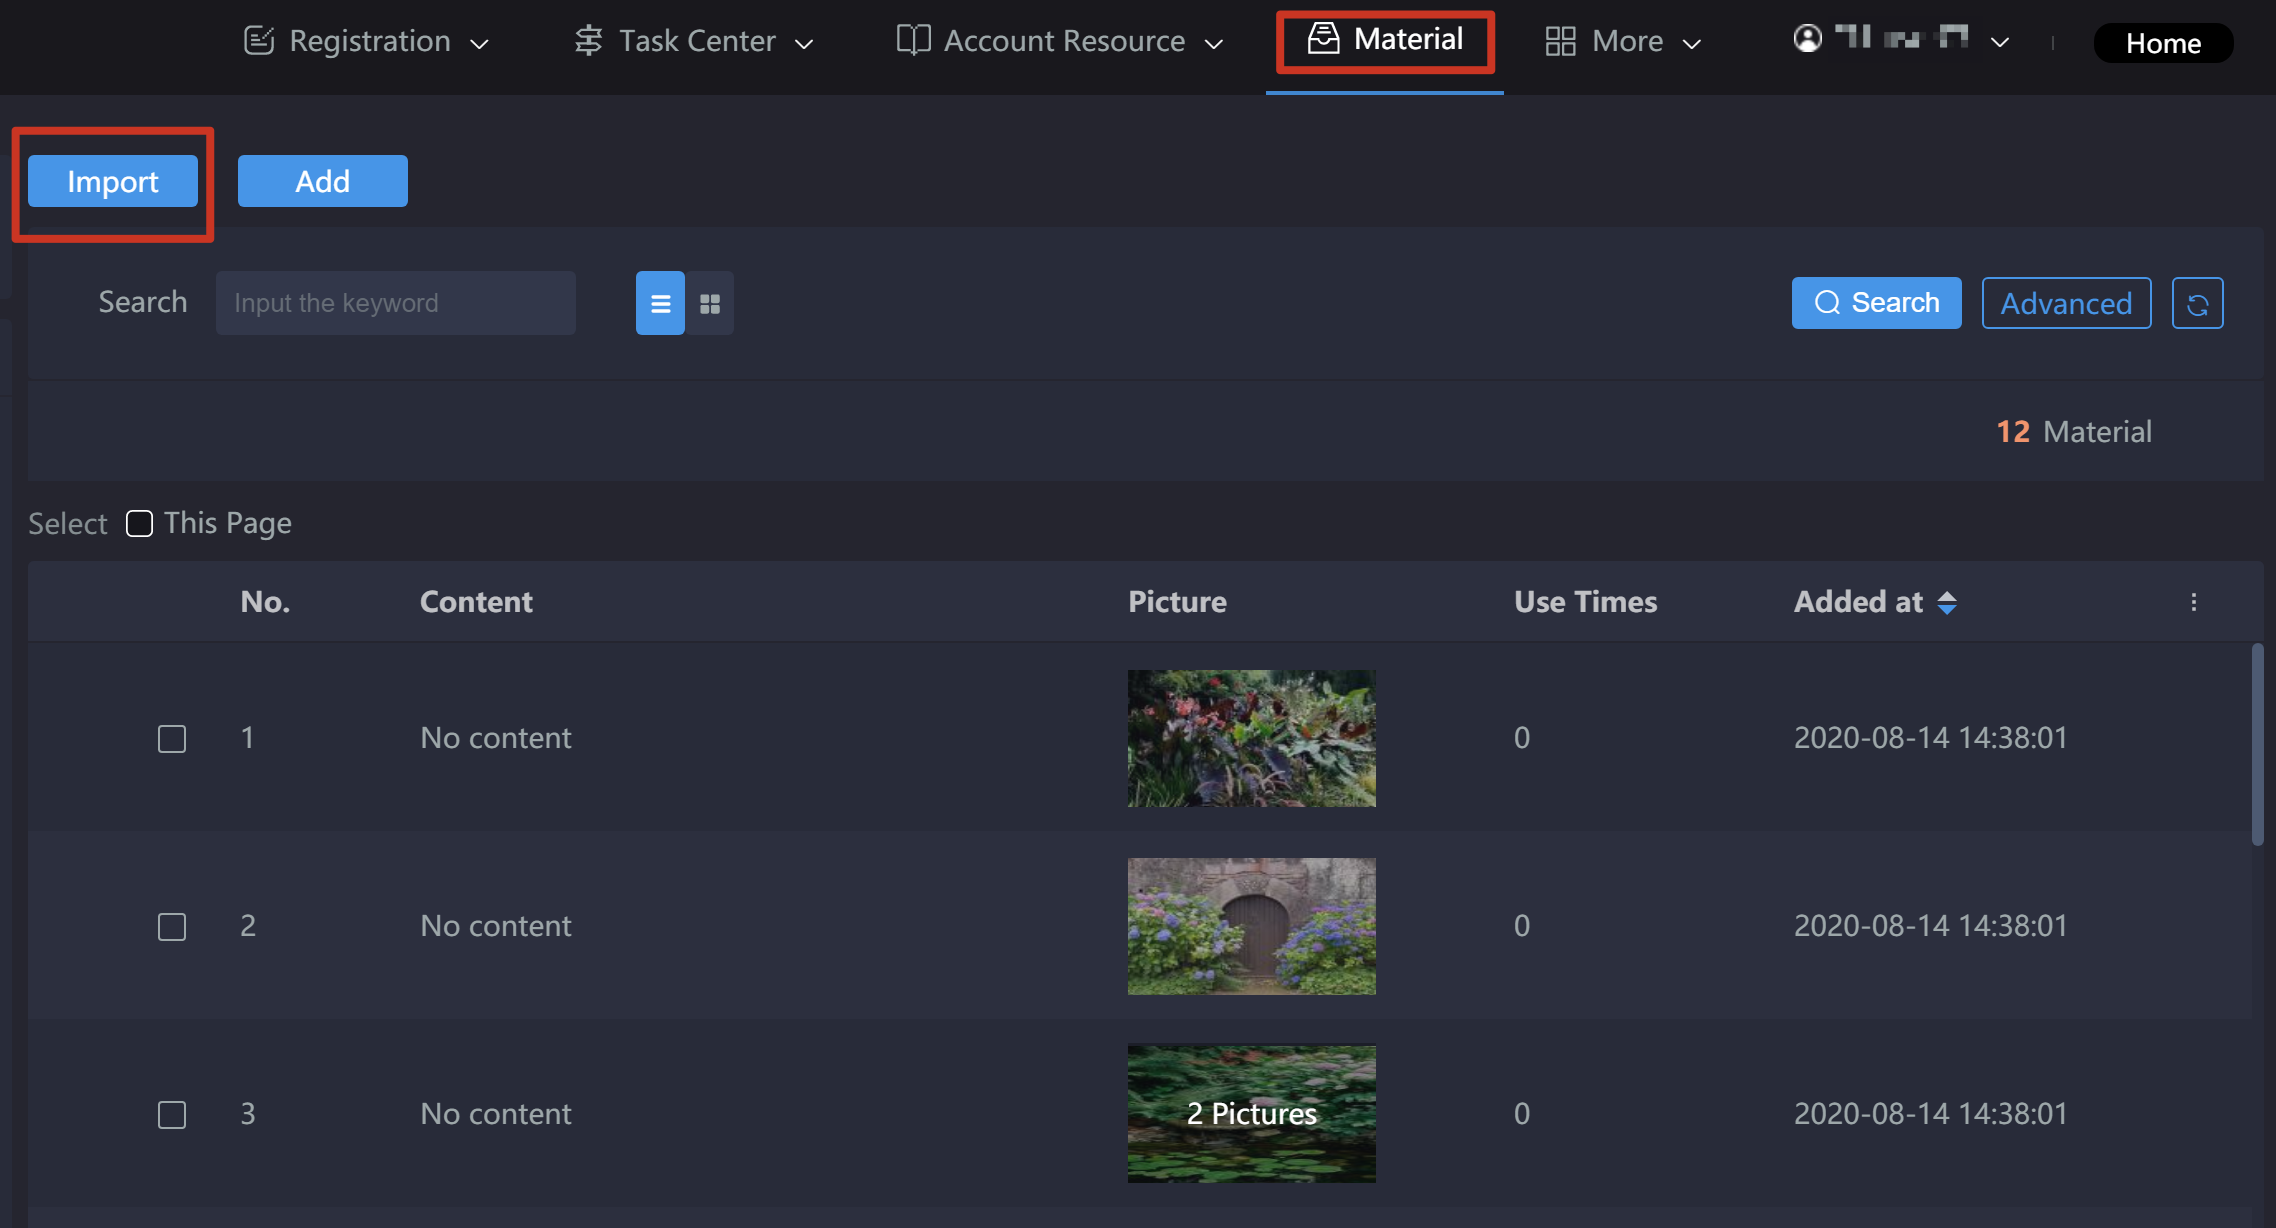 Registration
Task Center
Account Resource
Material
More
Home
Import
Add
Search
Input the keyword
Search
Advanced
12 Material
Select This Page
No. Content Picture Use Times Added at
1 No content 0 2020-08-14 14:38:01
2 No content 0 2020-08-14 14:38:01
3 No content 2 Pictures 0 2020-08-14 14:38:01